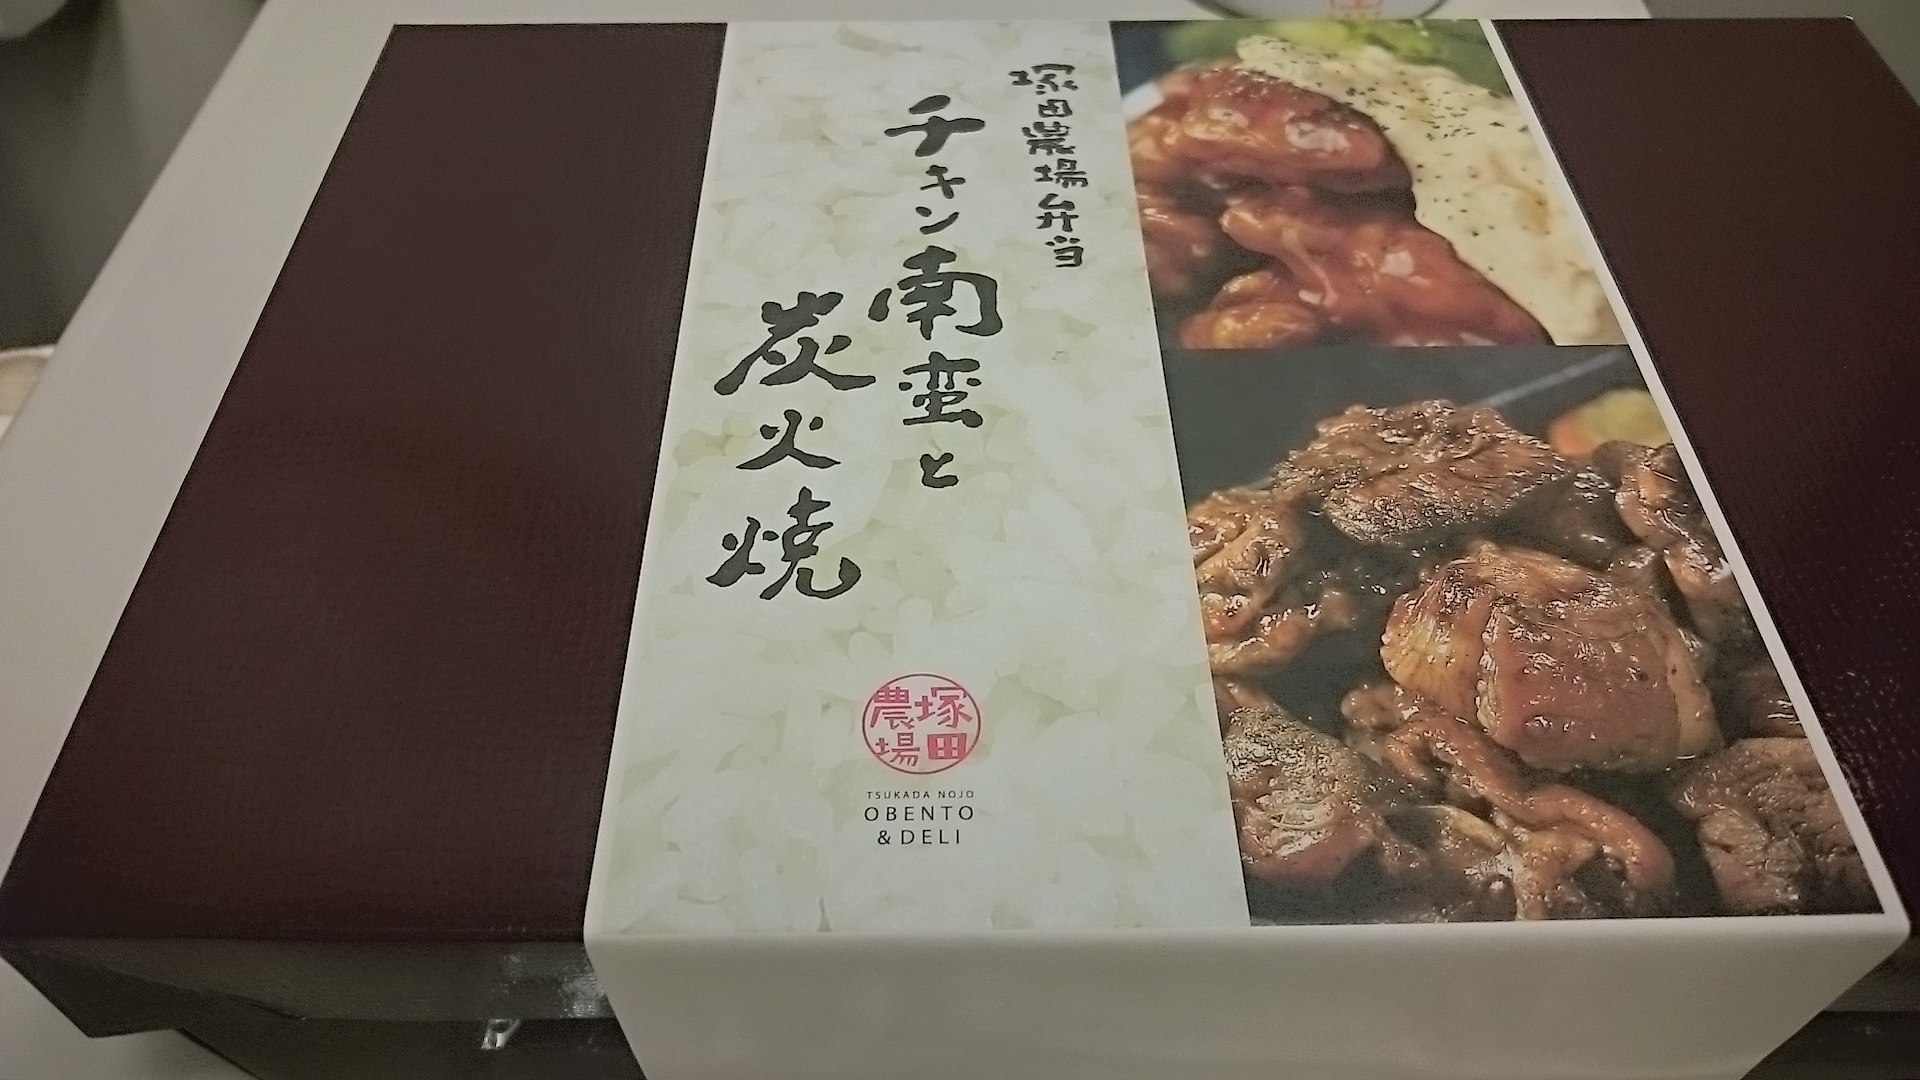 塚田農場弁当
チキン南蛮と
炭火焼
塚田
農場
TSUKADA NOJO
OBENTO
& DELI